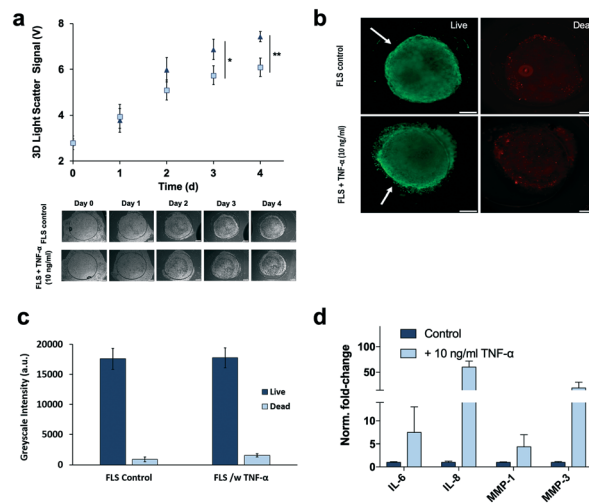 a
3D Light Scatter Signal (V)
8
6
4
2
0
1
2
3
4
Time (d)
*
**
Day 0
Day 1
Day 2
Day 3
Day 4
FLS control
FLS + TNF-α
(10 ng/ml)
b
Live
Dead
FLS control
FLS + TNF-α (10 ng/ml)
c
Greyscale Intensity (a.u.)
20000
15000
10000
5000
0
Live
Dead
FLS Control
FLS /w TNF-α
d
Norm. fold-change
100
50
10
5
0
Control
+ 10 ng/ml TNF-α
IL-6
IL-8
MMP-1
MMP-3